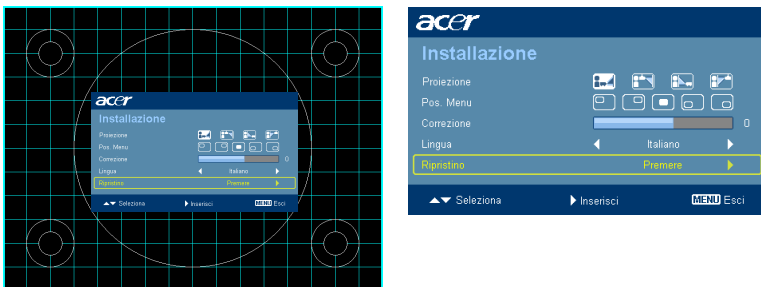 acer
Installazione
Proiezione
Pos. Menu
Correzione 0
Lingua Italiano
Ripristino Premere
Seleziona Inserisci MENU Esci
acer
Installazione
Proiezione
Pos. Menu
Correzione 0
Lingua Italiano
Ripristino Premere
Seleziona Inserisci MENU Esci